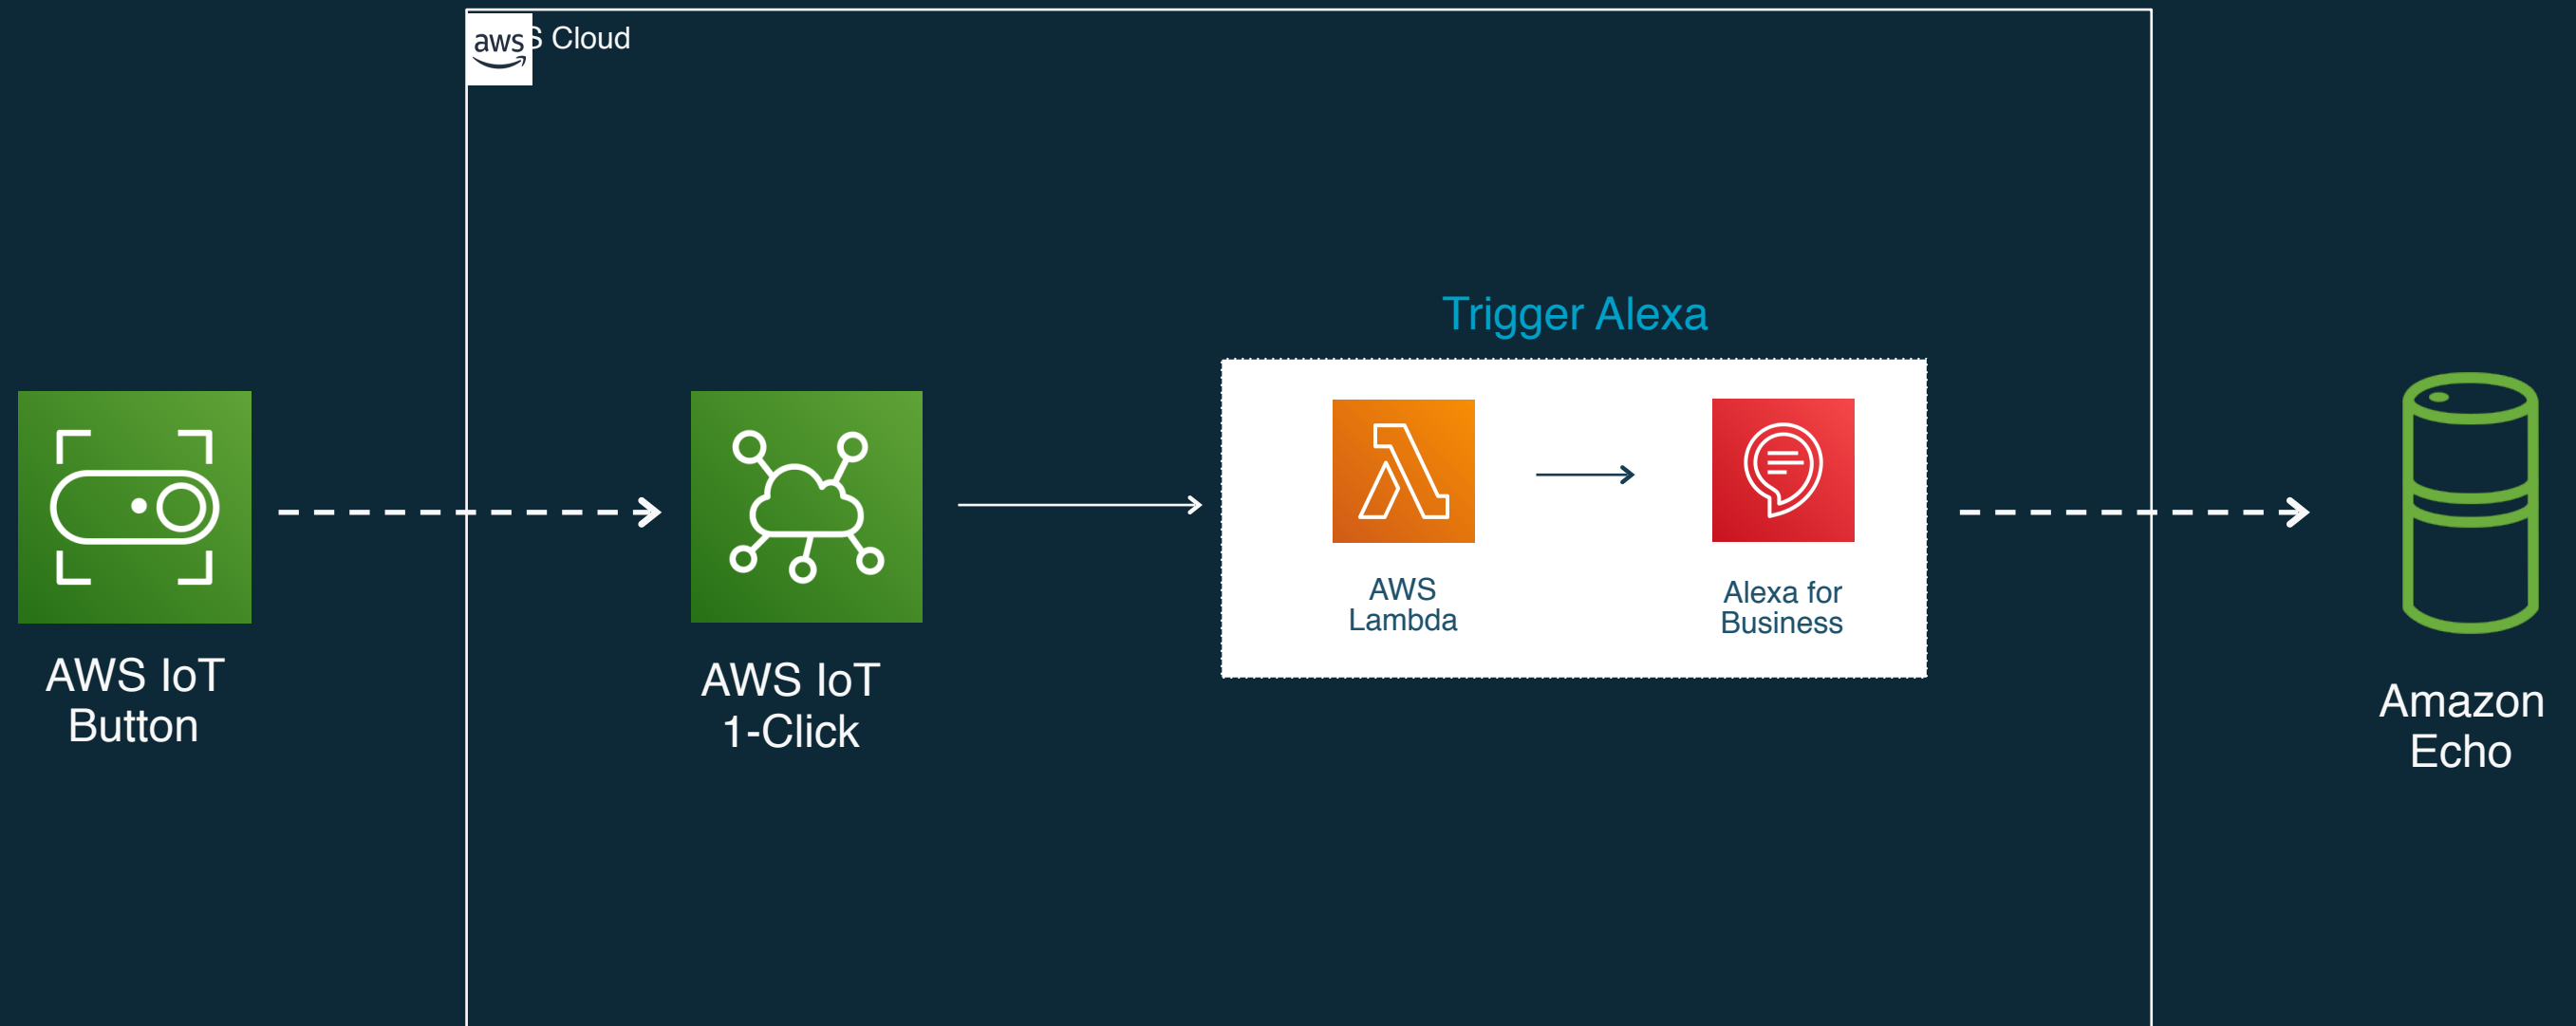 aws S Cloud
Trigger Alexa
AWS
Lambda
Alexa for
Business
AWS IoT
Button
AWS IoT
1-Click
Amazon
Echo